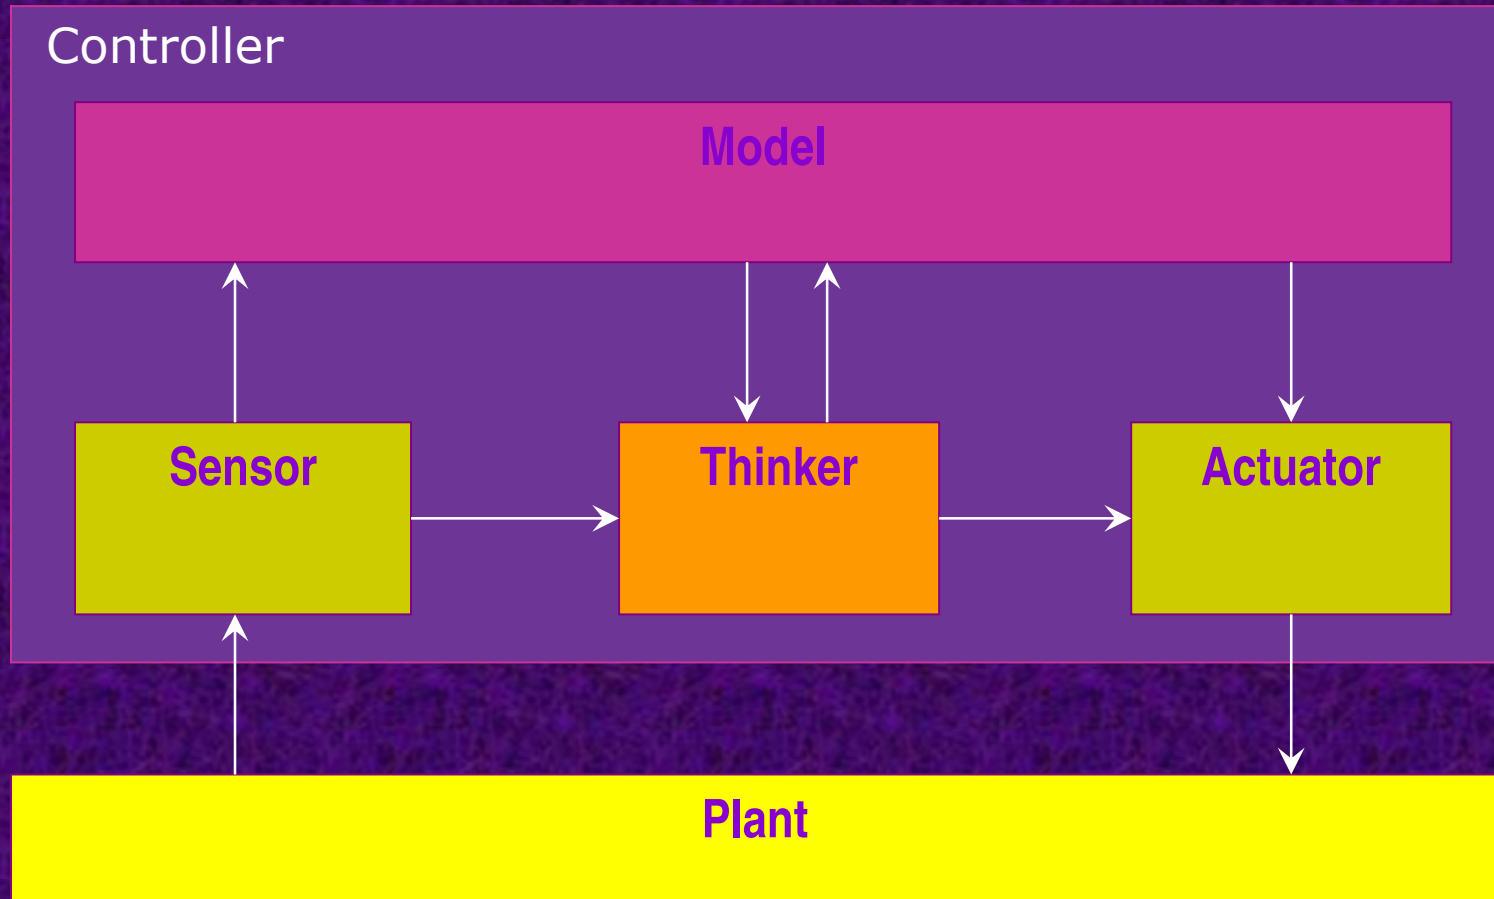 Controller
Model
Sensor
Thinker
Actuator
Plant